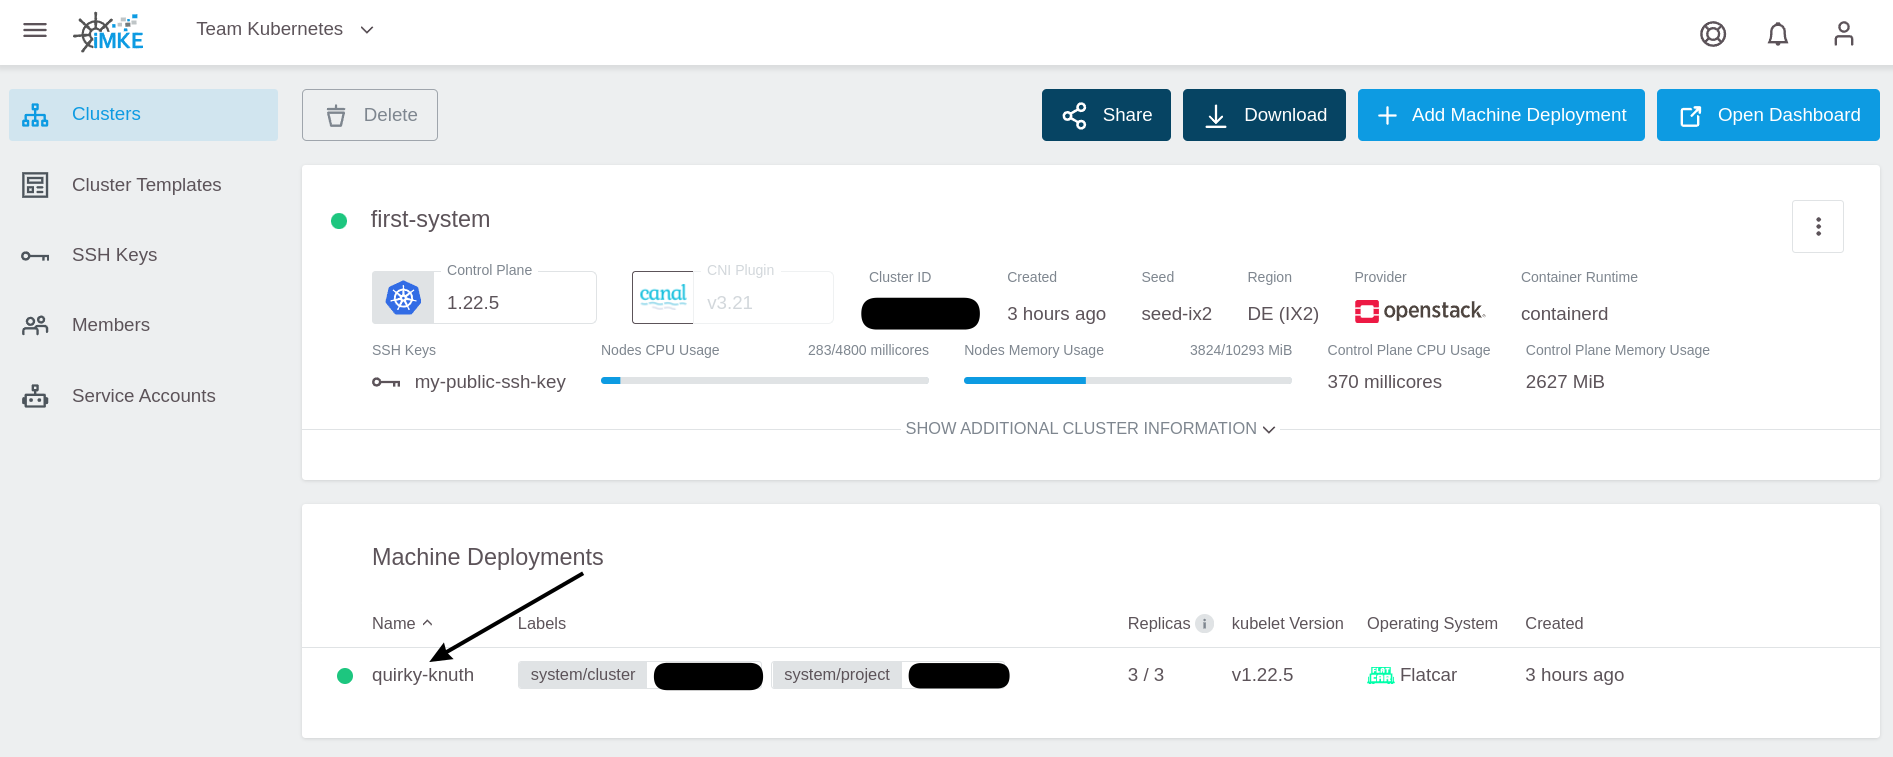 iMKE
Team Kubernetes
Clusters
Cluster Templates
SSH Keys
Members
Service Accounts
Delete
Share
Download
Add Machine Deployment
Open Dashboard
first-system
Control Plane
1.22.5
canal
CNI Plugin
v3.21
Cluster ID
Created
3 hours ago
Seed
seed-ix2
Region
DE (IX2)
Provider
openstack.
Container Runtime
containerd
SSH Keys
my-public-ssh-key
Nodes CPU Usage 283/4800 millicores
Nodes Memory Usage 3824/10293 MiB
Control Plane CPU Usage
370 millicores
Control Plane Memory Usage
2627 MiB
SHOW ADDITIONAL CLUSTER INFORMATION
Machine Deployments
Name Labels Replicas i kubelet Version Operating System Created
quirky-knuth system/cluster system/project 3 / 3 v1.22.5 FLAT CAR Flatcar 3 hours ago